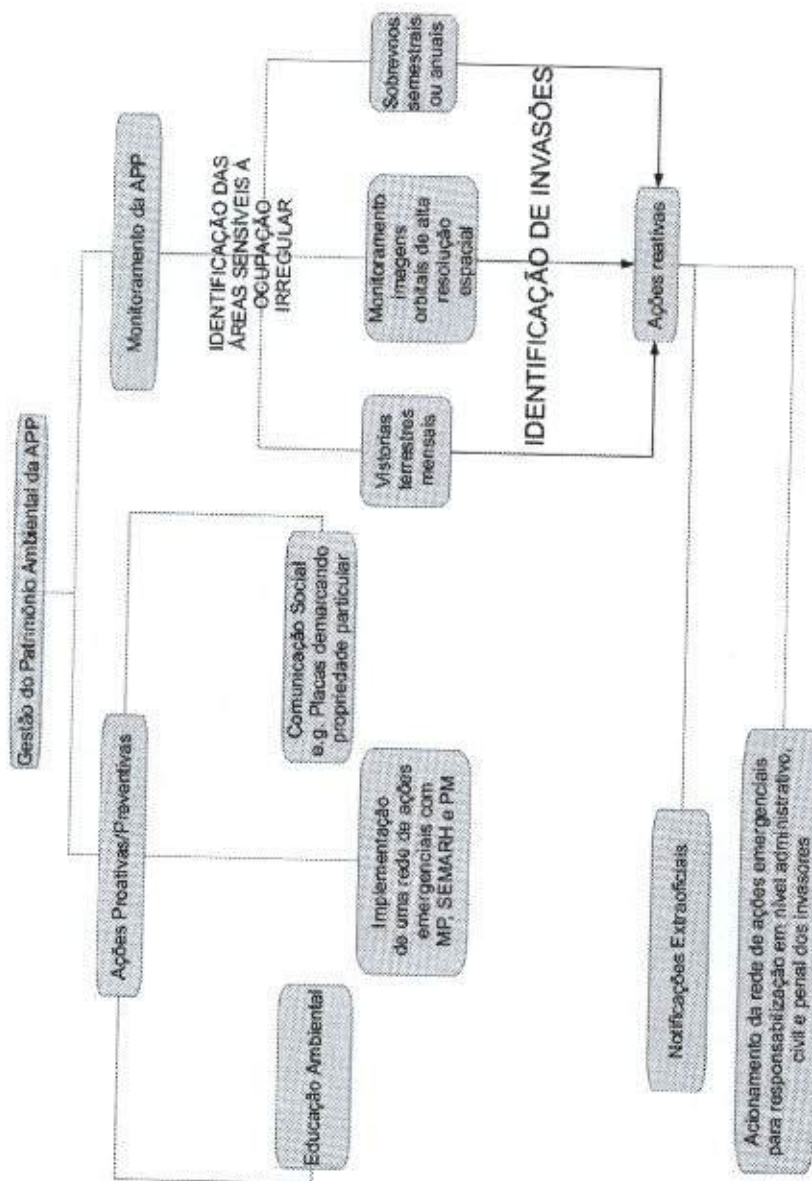 Gestão do Patrimônio Ambiental da APP
Ações Proativas/Preventivas
Monitoramento da APP
IDENTIFICAÇÃO DAS
ÁREAS SENSÍVEIS À
OCUPAÇÃO
IRREGULAR
Educação Ambiental
Implementação
de uma rede de ações
emergenciais com
MP, SEMARH e PM
Comunicação Social
e.g. Placas demarcando
propriedade particular
Vistorias
terrestres
mensais
Monitoramento
imagens
orbitais de alta
resolução
espacial
Sobrevoos
semestrais
ou anuais
IDENTIFICAÇÃO DE INVASÕES
Ações reativas
Notificações Extraoficiais
Acionamento da rede de ações emergenciais
para responsabilização em nível administrativo,
civil e penal dos invasores